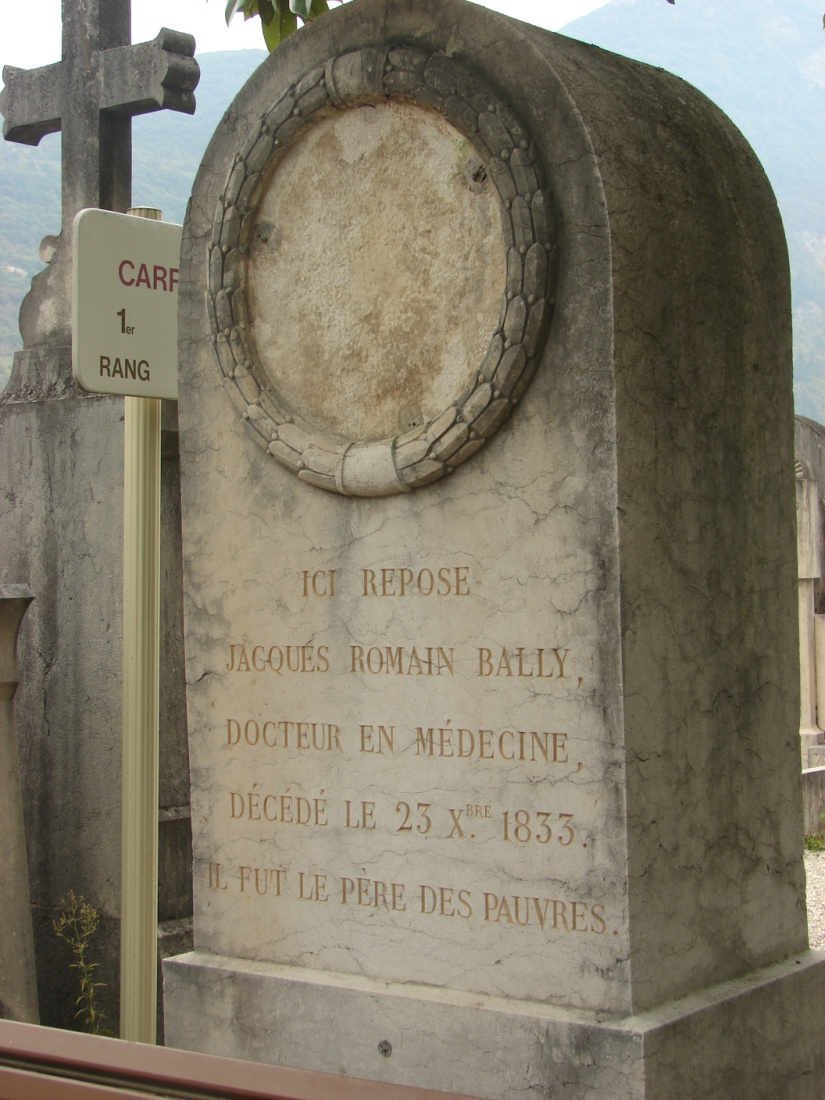 CARR
1er
RANG
ICI REPOSE
JACQUÉS ROMAIN BALLY,
DOCTEUR EN MÉDECINE,
DÉCÉDÉ LE 23 XBRE. 1833.
IL FUT LE PÈRE DES PAUVRES.